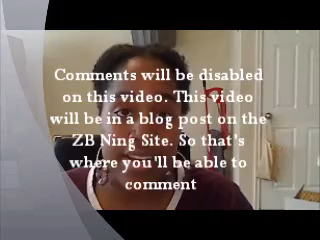 Comments will be disabled
on this video. This video
will be in a blog post on the
ZB Ning Site. So that's
where you'll be able to
comment